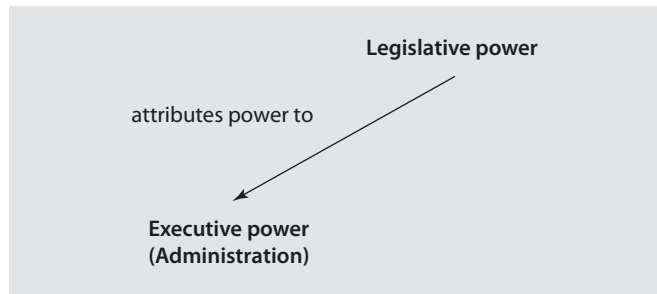 Legislative power
attributes power to
Executive power
(Administration)